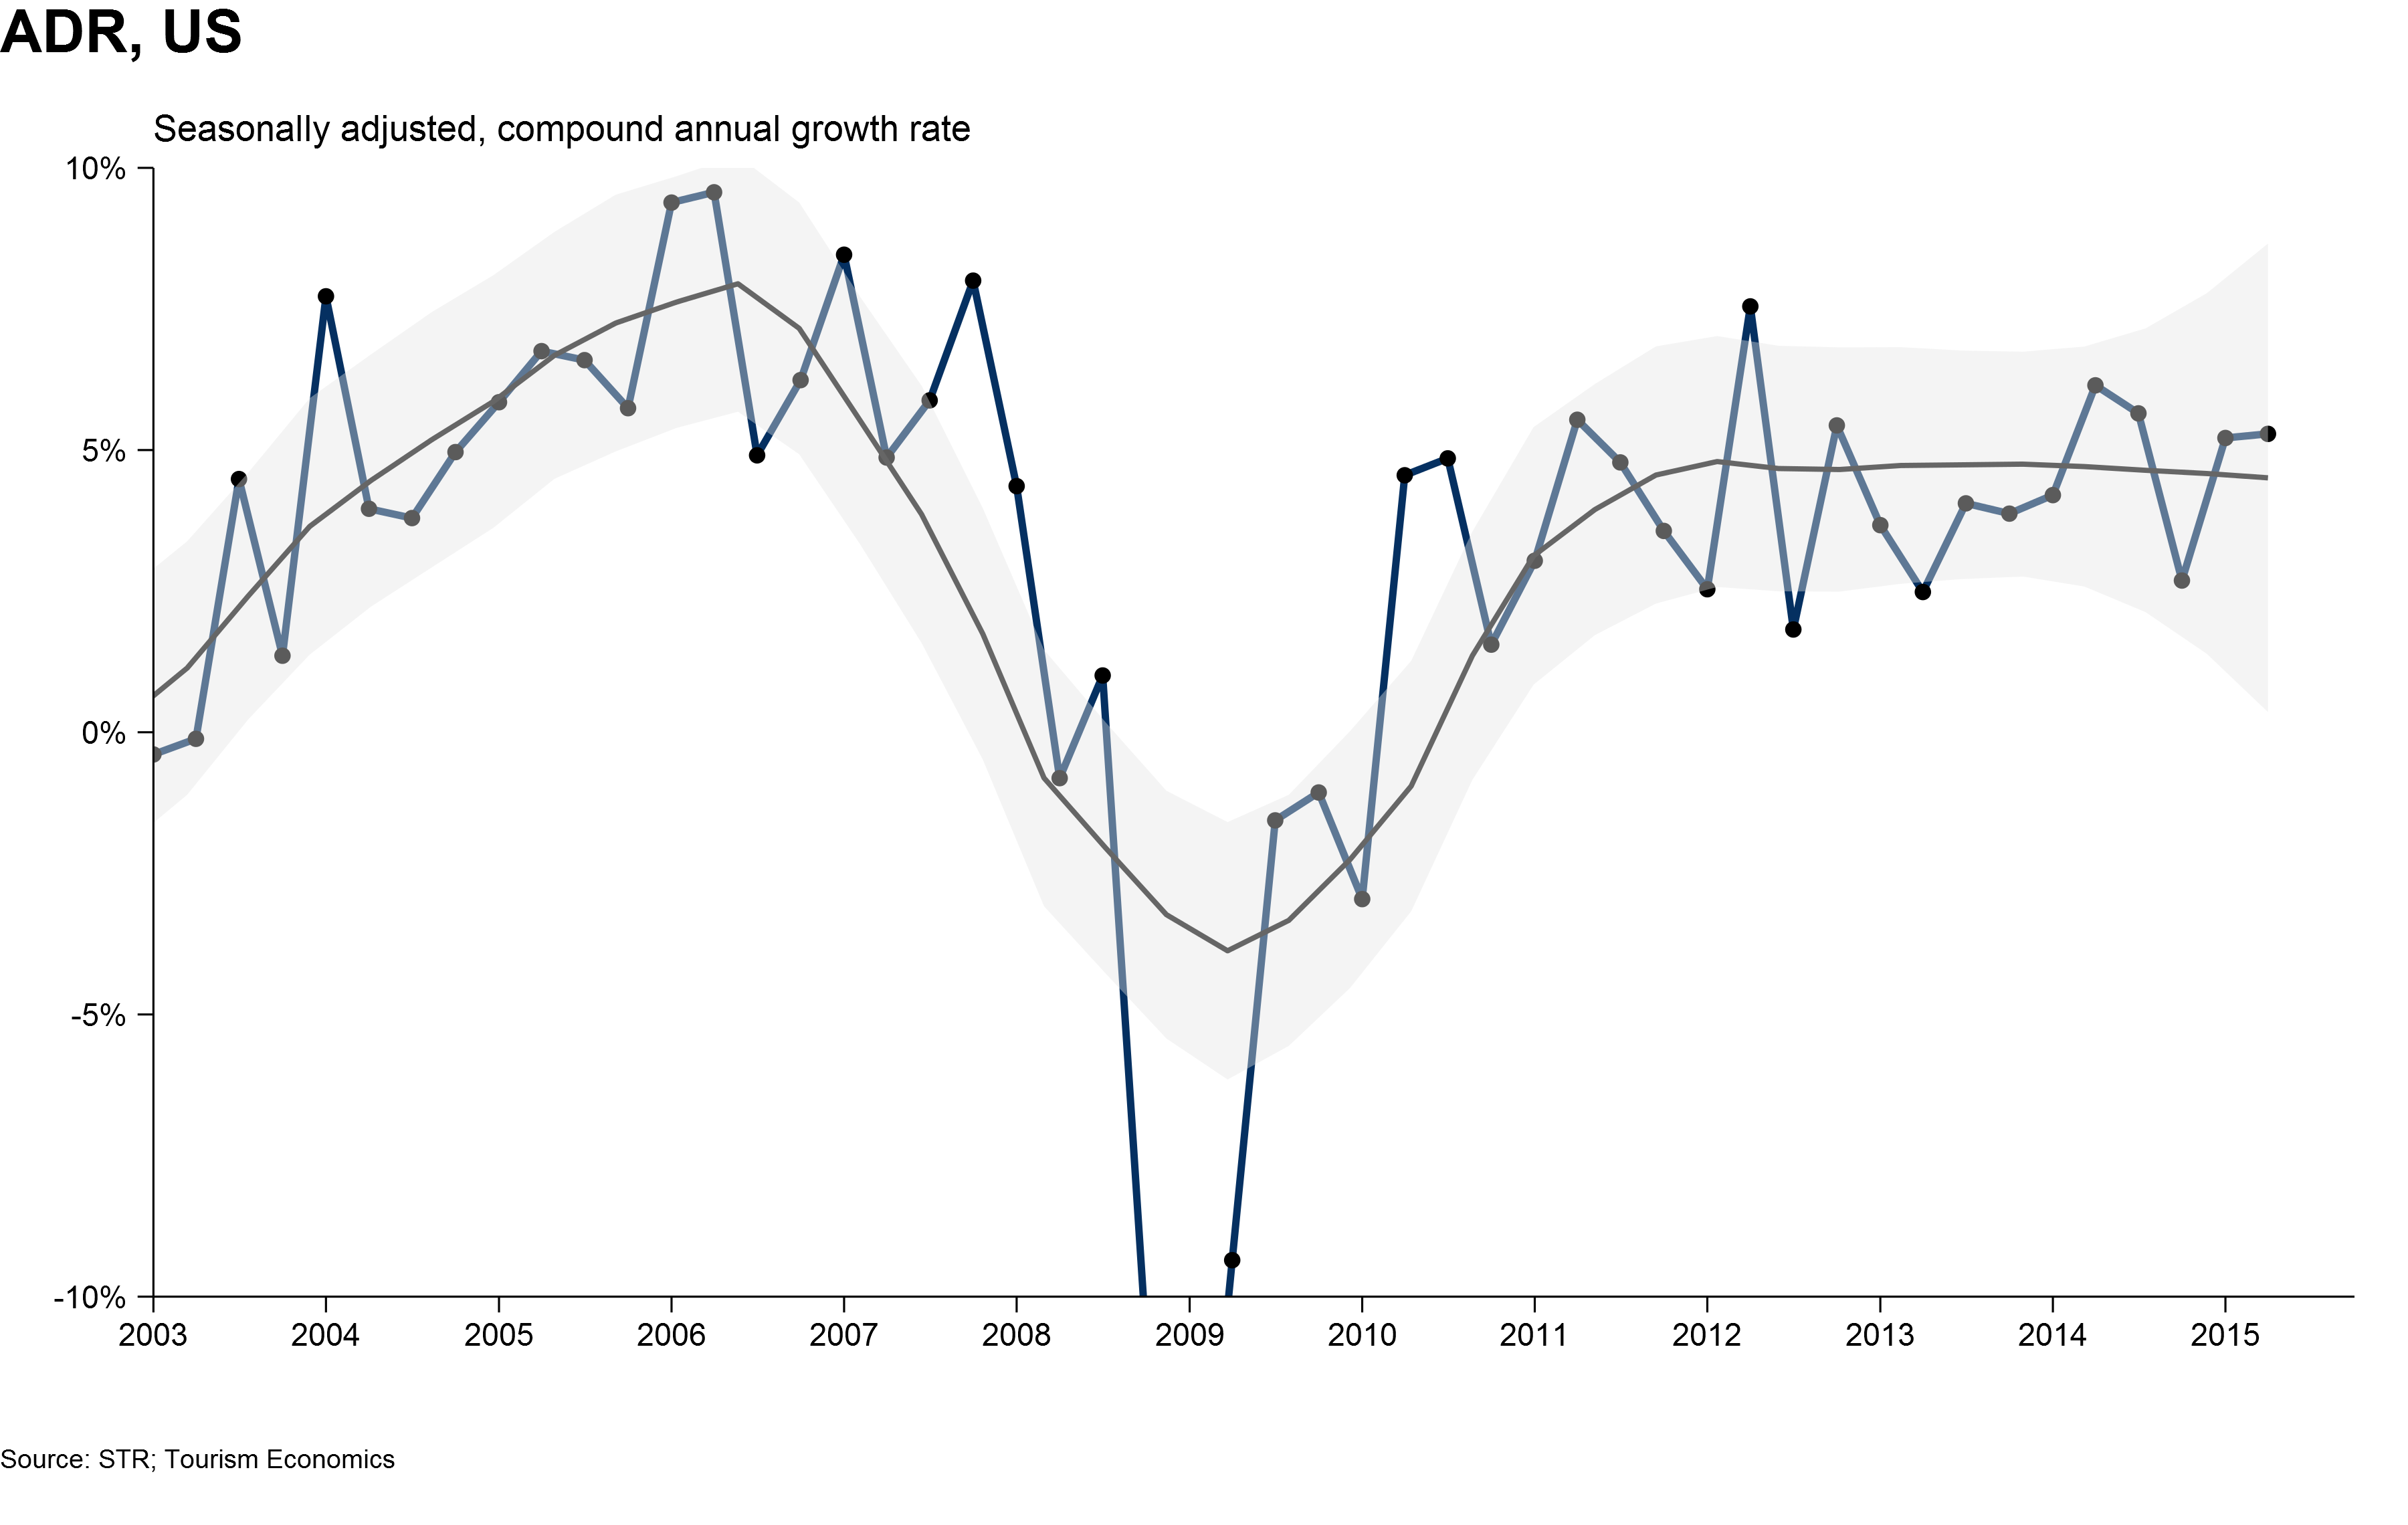 ADR, US
Seasonally adjusted, compound annual growth rate
10%
5%
0%
-5%
-10%
2003 2004 2005 2006 2007 2008 2009 2010 2011 2012 2013 2014 2015
Source: STR; Tourism Economics